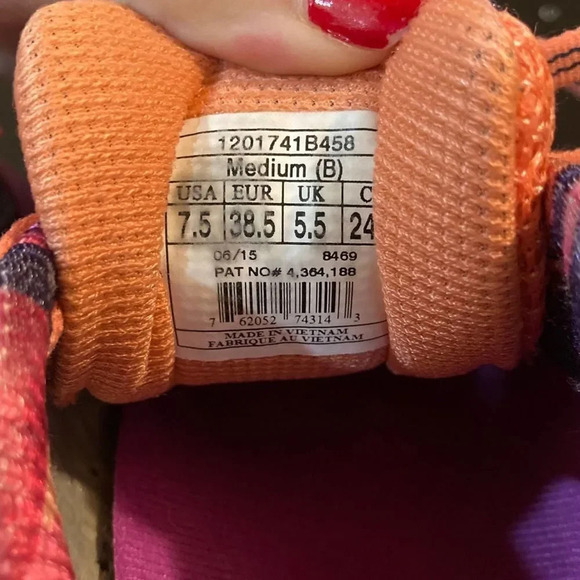 1201741B458
Medium (B)
USA EUR UK C
7.5 38.5 5.5 24
06/15 8469
PAT NO# 4,364,188
7 62052 74314 3
MADE IN VIETNAM
FABRIQUE AU VIETNAM